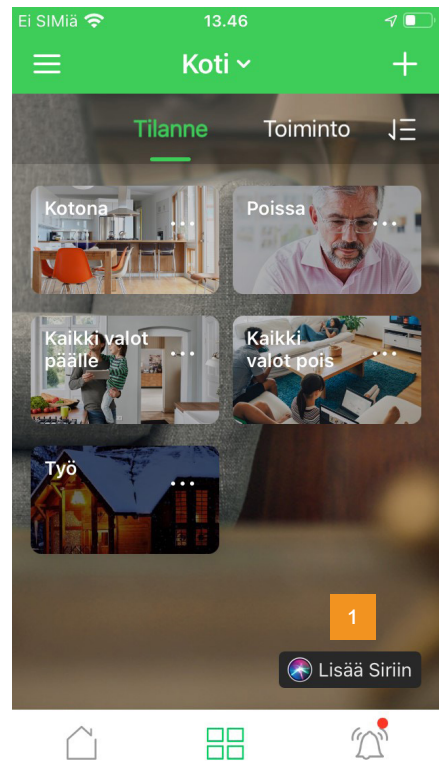 Ei SIMiä 13.46
Koti
Tilanne Toiminto
Kotona
Poissa
Kaikki valot
päälle
Kaikki
valot pois
Työ
1
Lisää Siriin